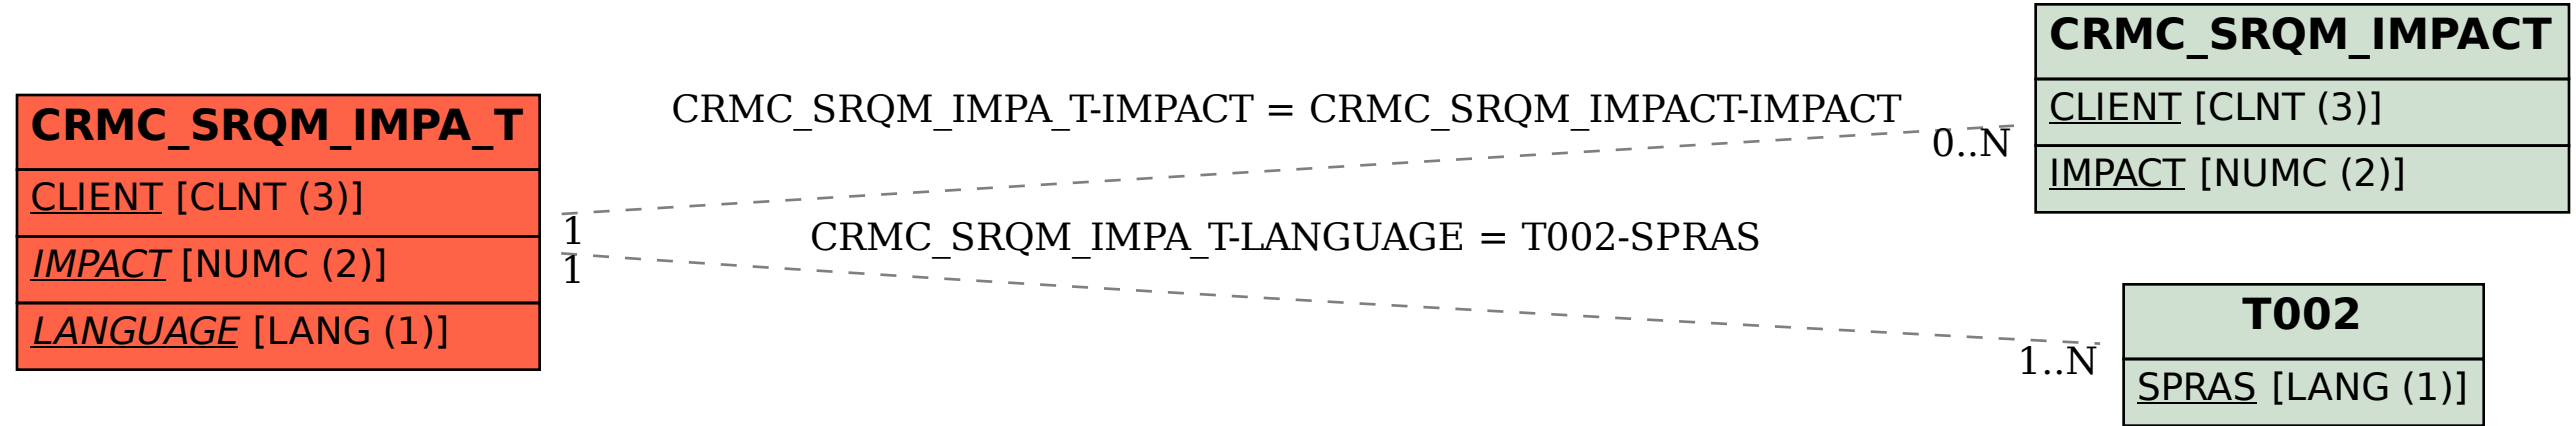 CRMC_SRQM_IMPA_T
CLIENT [CLNT (3)]
IMPACT [NUMC (2)]
LANGUAGE [LANG (1)]
CRMC_SRQM_IMPA_T-IMPACT = CRMC_SRQM_IMPACT-IMPACT
0..N
1
CRMC_SRQM_IMPA_T-LANGUAGE = T002-SPRAS
1
1..N
CRMC_SRQM_IMPACT
CLIENT [CLNT (3)]
IMPACT [NUMC (2)]
T002
SPRAS [LANG (1)]